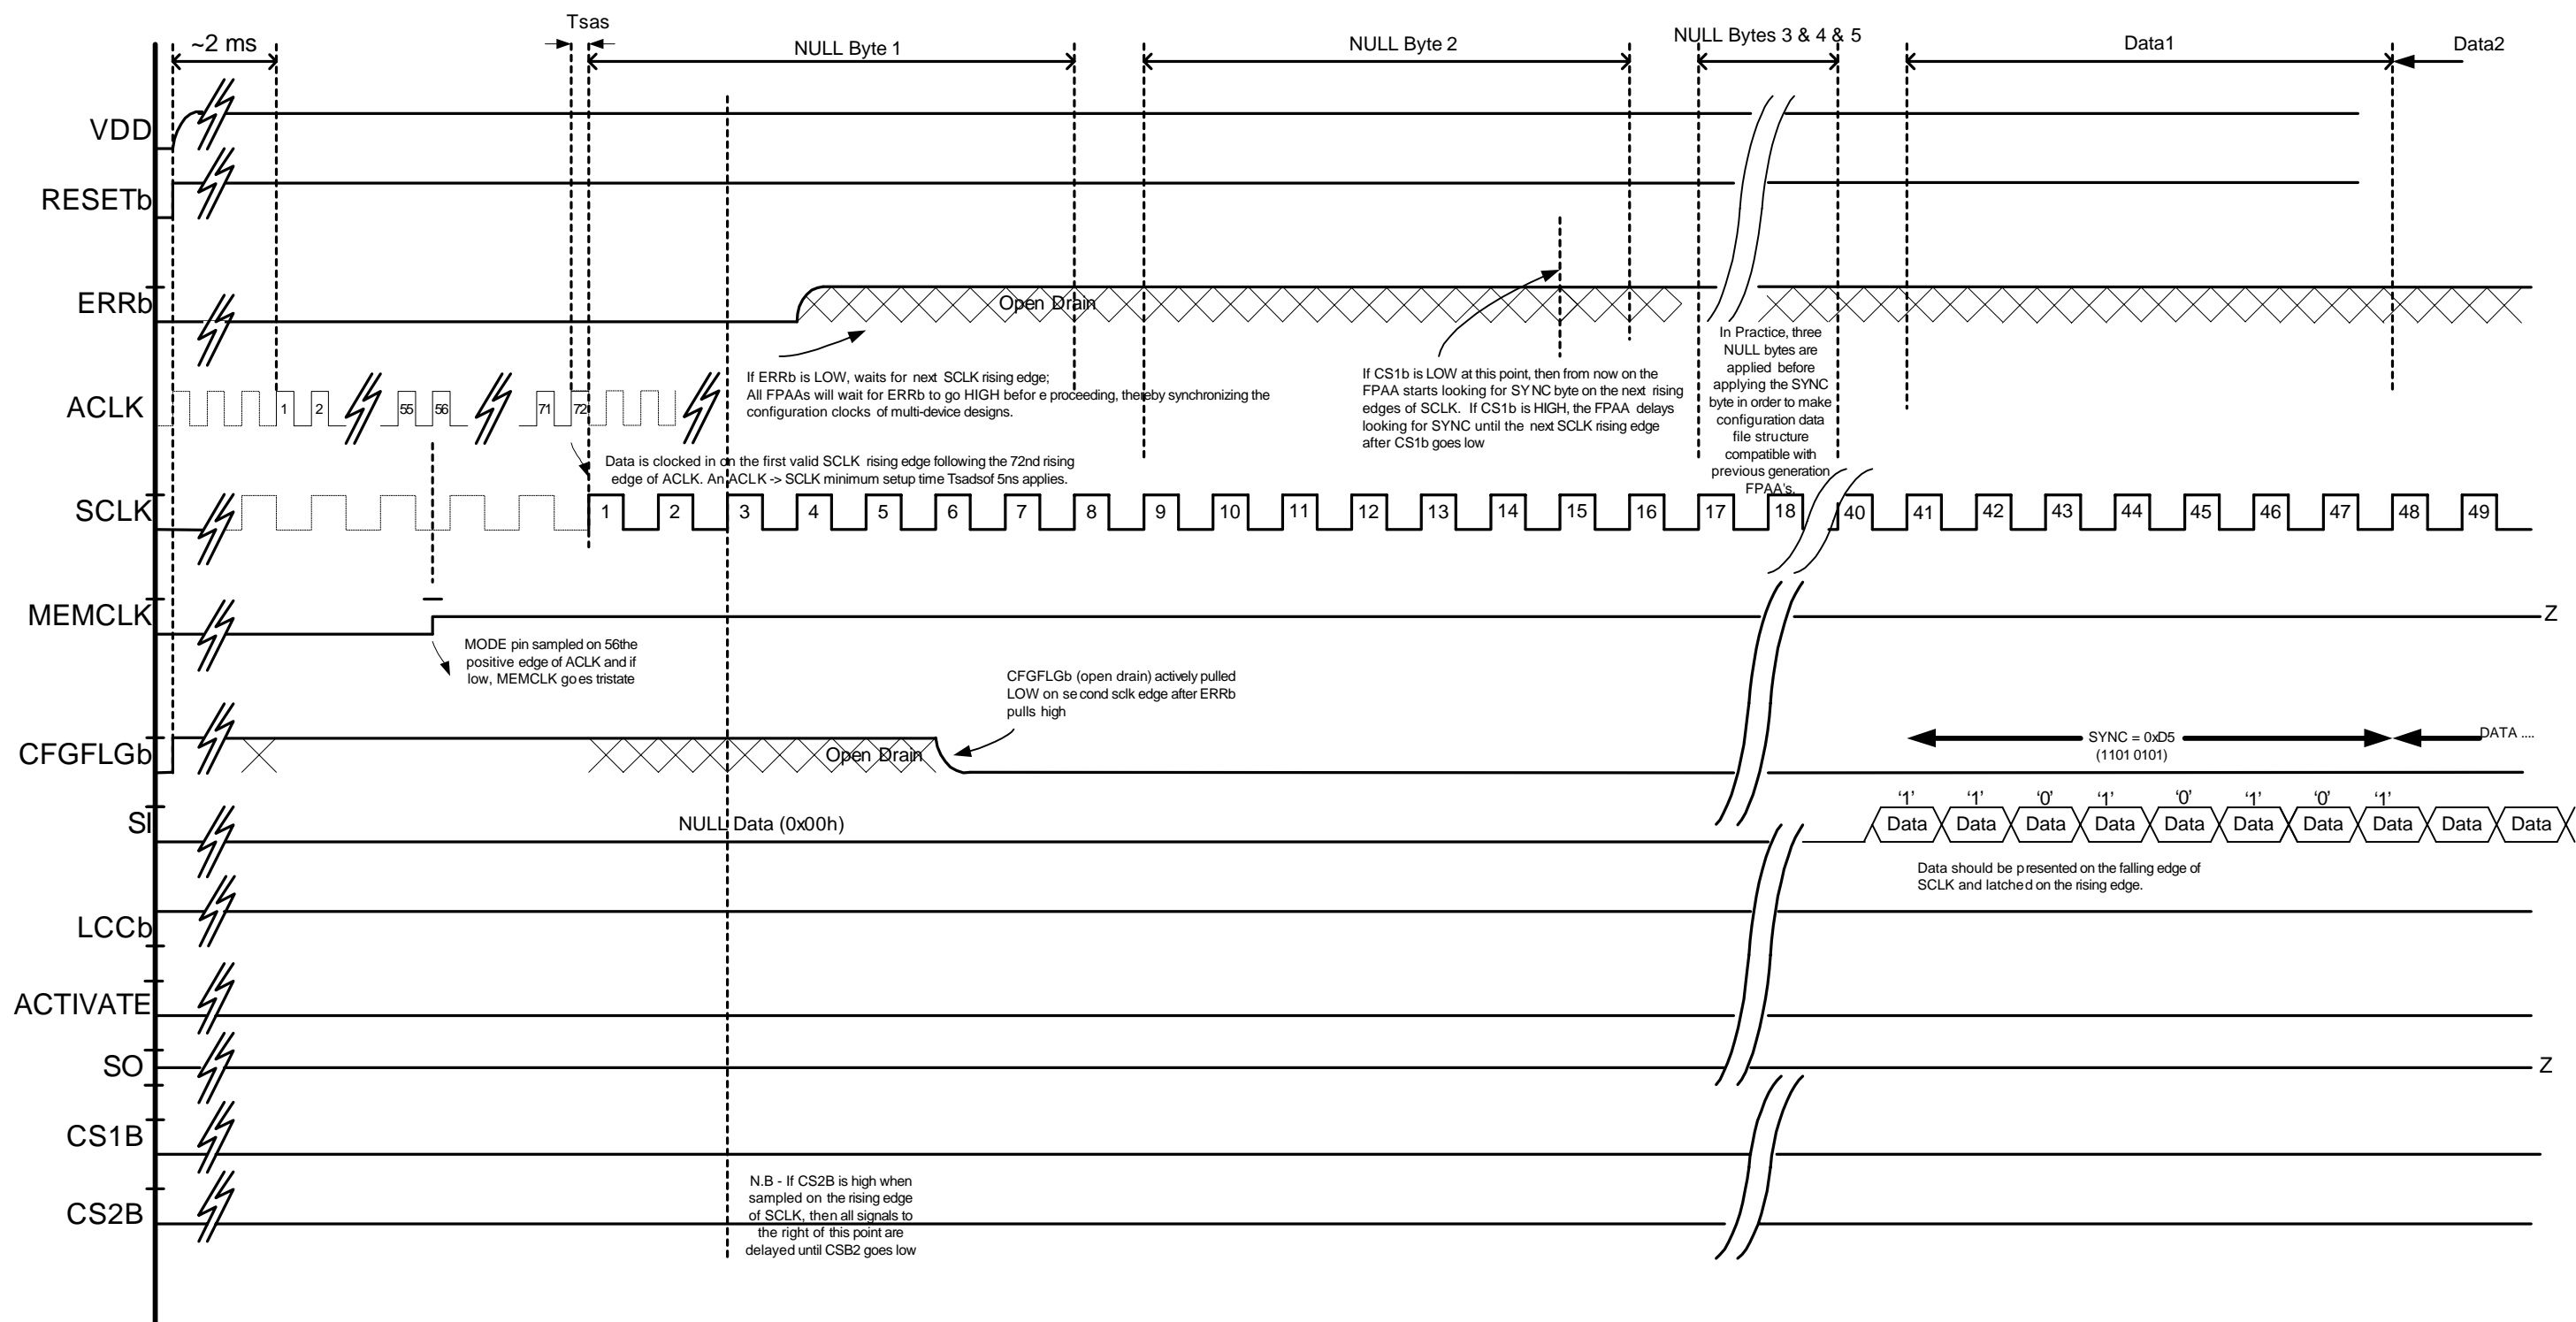 Tsas
~2 ms
NULL Byte 1
NULL Byte 2
NULL Bytes 3 & 4 & 5
Data1
Data2
VDD
RESETb
ERRb
Open Drain
If ERRb is LOW, waits for next SCLK rising edge;
All FPAAs will wait for ERRb to go HIGH before proceeding, thereby synchronizing the
configuration clocks of multi-device designs.
If CS1b is LOW at this point, then from now on the
FPAA starts looking for SYNC byte on the next rising
edges of SCLK. If CS1b is HIGH, the FPAA delays
looking for SYNC until the next SCLK rising edge
after CS1b goes low
In Practice, three
NULL bytes are
applied before
applying the SYNC
byte in order to make
configuration data
file structure
compatible with
previous generation
FPAA's.
ACLK
1 2 55 56 71 72
Data is clocked in on the first valid SCLK rising edge following the 72nd rising
edge of ACLK. An ACLK -> SCLK minimum setup time Tsadsof 5ns applies.
SCLK
1 2 3 4 5 6 7 8 9 10 11 12 13 14 15 16 17 18 40 41 42 43 44 45 46 47 48 49
MEMCLK
Z
MODE pin sampled on 56the
positive edge of ACLK and if
low, MEMCLK goes tristate
CFGFLGb (open drain) actively pulled
LOW on second sclk edge after ERRb
pulls high
CFGFLGb
Open Drain
SYNC = 0xD5
(1101 0101)
DATA ....
SI
NULL Data (0x00h)
‘1’ ‘1’ ‘0’ ‘1’ ‘0’ ‘1’ ‘0’ ‘1’
Data Data Data Data Data Data Data Data Data Data
Data should be presented on the falling edge of
SCLK and latched on the rising edge.
LCCb
ACTIVATE
SO
Z
CS1B
CS2B
N.B - If CS2B is high when
sampled on the rising edge
of SCLK, then all signals to
the right of this point are
delayed until CSB2 goes low